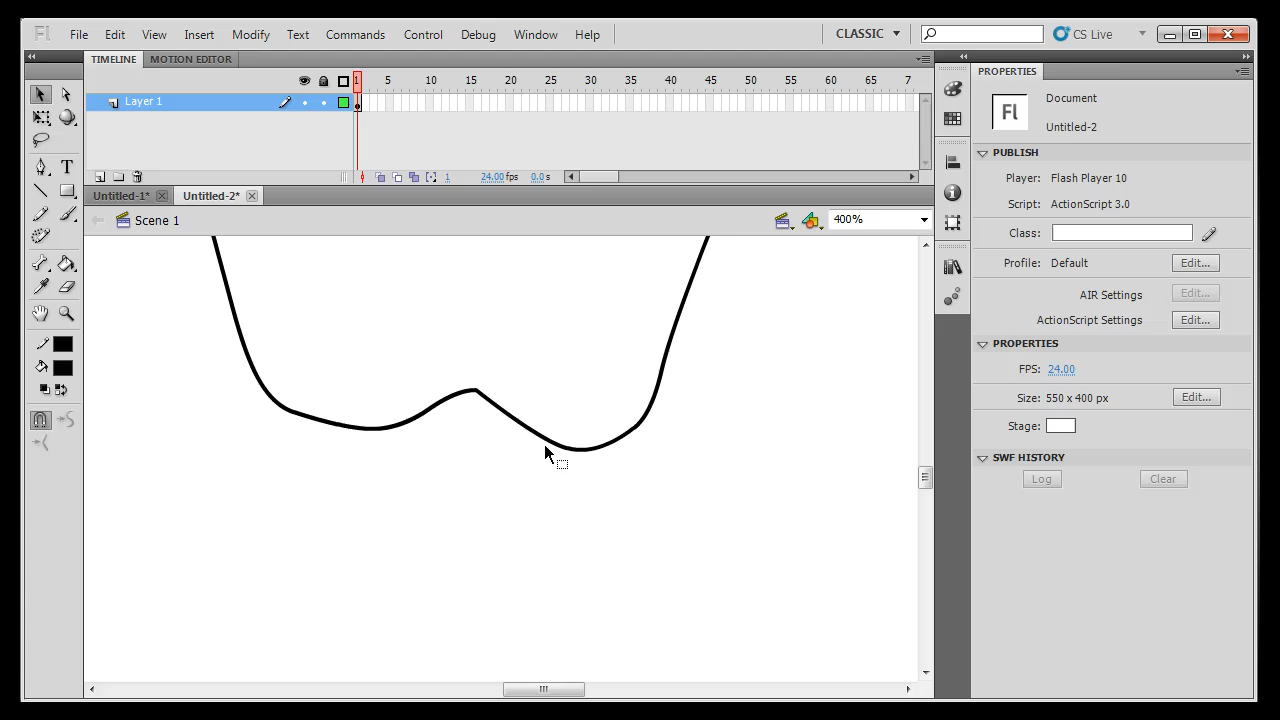 Fl File Edit View Insert Modify Text Commands Control Debug Window Help CLASSIC CS Live
TIMELINE MOTION EDITOR
1 5 10 15 20 25 30 35 40 45 50 55 60 65 7
Layer 1
1 24.00 fps 0.0 s
Untitled-1* Untitled-2*
Scene 1 400%
PROPERTIES
Fl
Document
Untitled-2
PUBLISH
Player: Flash Player 10
Script: ActionScript 3.0
Class:
Profile: Default Edit...
AIR Settings Edit...
ActionScript Settings Edit...
PROPERTIES
FPS: 24.00
Size: 550 x 400 px Edit...
Stage:
SWF HISTORY
Log Clear